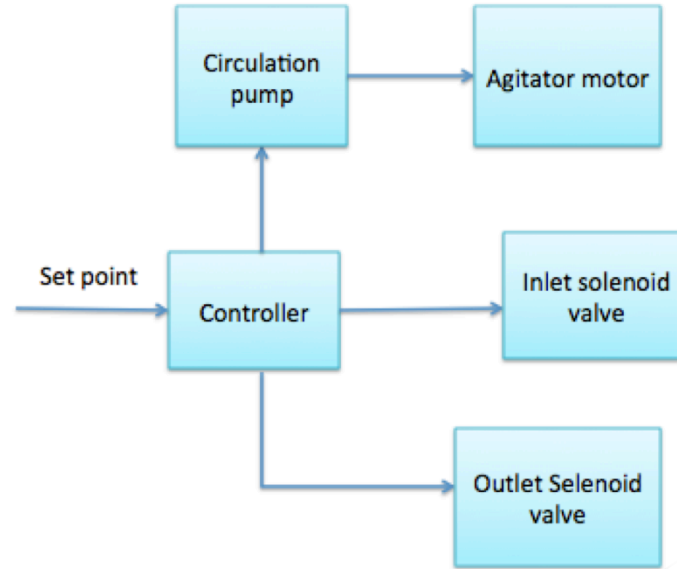 Circulation
pump
Agitator motor
Set point
Controller
Inlet solenoid
valve
Outlet Selenoid
valve